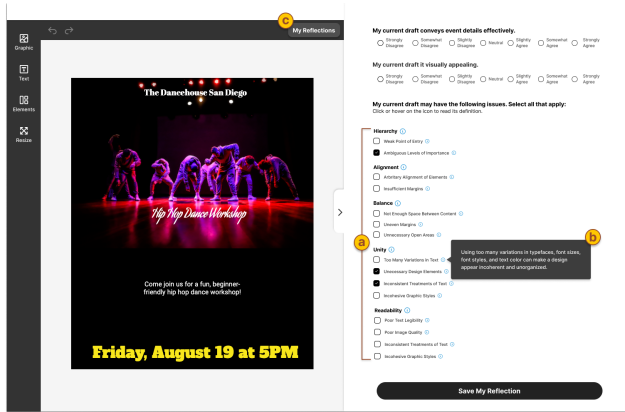 c
My Reflections
Graphic
Text
Elements
Resize
The Dancehouse San Diego
Hip Hop Dance Workshop
Come join us for a fun, beginner-
friendly hip hop dance workshop!
Friday, August 19 at 5PM
My current draft conveys event details effectively.
Strongly Disagree Somewhat Disagree Slightly Disagree Neutral Slightly Agree Somewhat Agree Strongly Agree
My current draft it visually appealing.
Strongly Disagree Somewhat Disagree Slightly Disagree Neutral Slightly Agree Somewhat Agree Strongly Agree
My current draft may have the following issues. Select all that apply:
Click or hover on the icon to read its definition.
a
Hierarchy
Weak Point of Entry
Ambiguous Levels of Importance
Alignment
Arbitrary Alignment of Elements
Insufficient Margins
Balance
Not Enough Space Between Content
Uneven Margins
Unnecessary Open Areas
Unity
Too Many Variations in Text
Unnecessary Design Elements
Inconsistent Treatments of Text
Incohesive Graphic Styles
b
Using too many variations in typefaces, font sizes,
font styles, and text color can make a design
appear incoherent and unorganized.
Readability
Poor Text Legibility
Poor Image Quality
Inconsistent Treatments of Text
Incohesive Graphic Styles
Save My Reflection